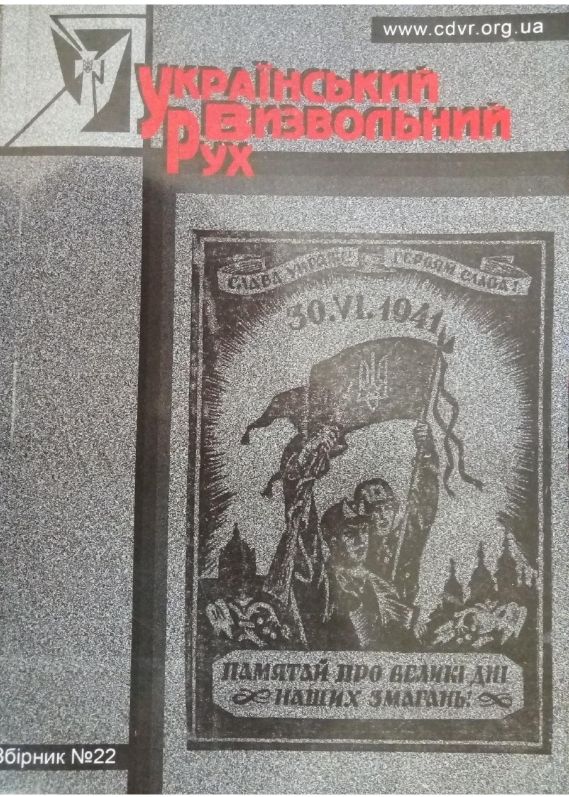 www.cdvr.org.ua
УКРАЇНСЬКИЙ
ВИЗВОЛЬНИЙ
РУХ
СЛАВА УКРАЇНІ! ГЕРОЯМ СЛАВА!
30.VI.1941
ПАМЯТАЙ ПРО ВЕЛИКІ ДНІ
НАШИХ ЗМАГАНЬ!
Збірник №22